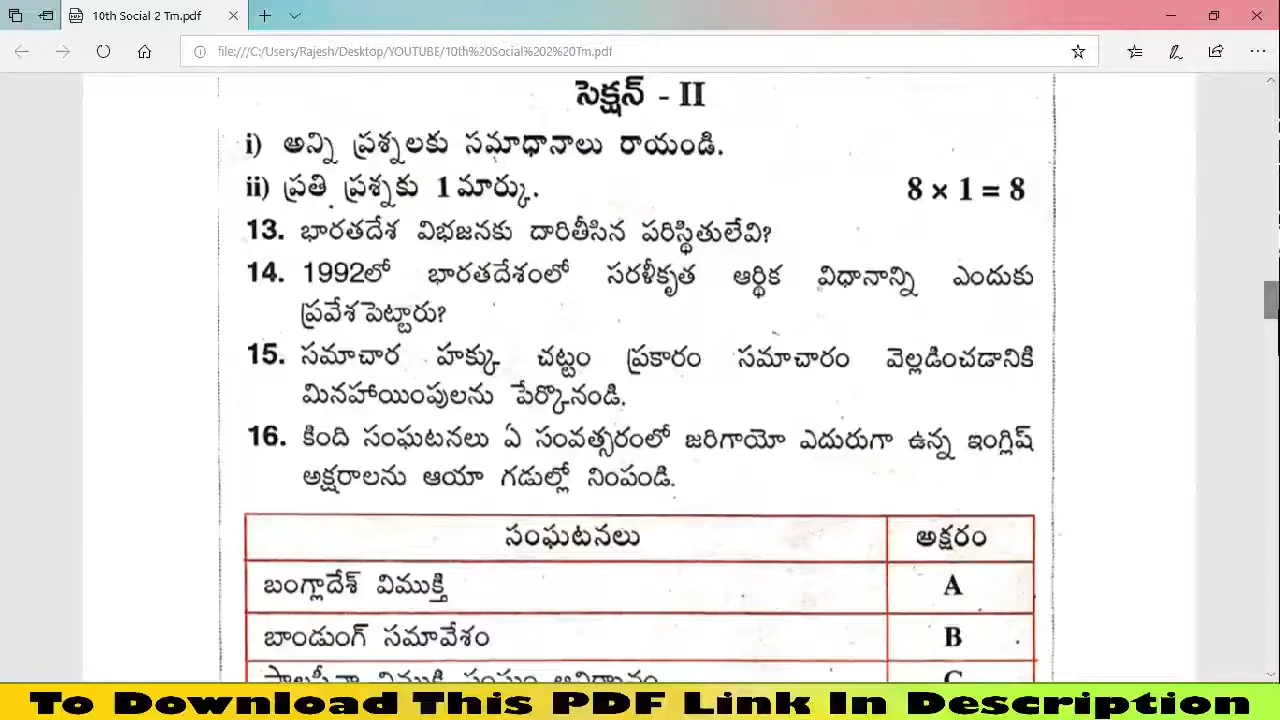 10th Social 2 Tm.pdf
file:///C:/Users/Rajesh/Desktop/YOUTUBE/10th%20Social%202%20Tm.pdf
సెక్షన్ - II
i) అన్ని ప్రశ్నలకు సమాధానాలు రాయండి.
ii) ప్రతి ప్రశ్నకు 1 మార్కు. 8 × 1 = 8
13. భారతదేశ విభజనకు దారితీసిన పరిస్థితులేవి?
14. 1992లో భారతదేశంలో సరళీకృత ఆర్థిక విధానాన్ని ఎందుకు
ప్రవేశపెట్టారు?
15. సమాచార హక్కు చట్టం ప్రకారం సమాచారం వెల్లడించడానికి
మినహాయింపులను పేర్కొనండి.
16. కింది సంఘటనలు ఏ సంవత్సరంలో జరిగాయో ఎదురుగా ఉన్న ఇంగ్లిష్
అక్షరాలను ఆయా గడుల్లో నింపండి.
సంఘటనలు అక్షరం
బంగ్లాదేశ్ విముక్తి A
బాండుంగ్ సమావేశం B
To Download This PDF Link In Description